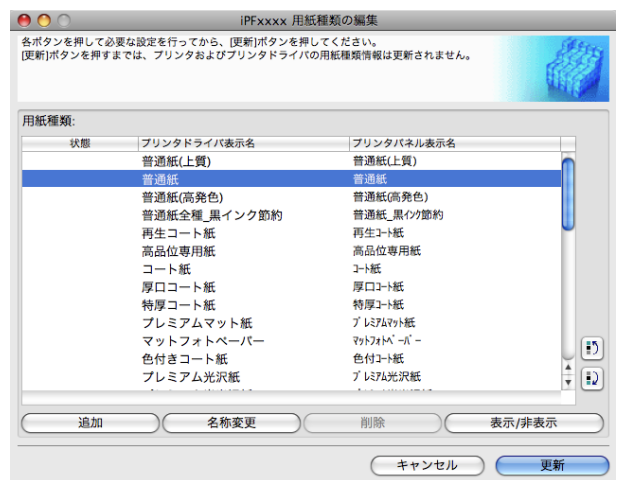 iPFxxxx 用紙種類の編集
各ボタンを押して必要な設定を行ってから、[更新]ボタンを押してください。
[更新]ボタンを押すまでは、プリンタおよびプリンタドライバの用紙種類情報は更新されません。
用紙種類:
状態 プリンタドライバ表示名 プリンタパネル表示名
普通紙(上質) 普通紙(上質)
普通紙 普通紙
普通紙(高発色) 普通紙(高発色)
普通紙全種_黒インク節約 普通紙_黒インク節約
再生コート紙 再生コート紙
高品位専用紙 高品位専用紙
コート紙 コート紙
厚口コート紙 厚口コート紙
特厚コート紙 特厚コート紙
プレミアムマット紙 プレミアムマット紙
マットフォトペーパー マットフォトペーパー
色付きコート紙 色付コート紙
プレミアム光沢紙 プレミアム光沢紙
追加 名称変更 削除 表示/非表示
キャンセル 更新